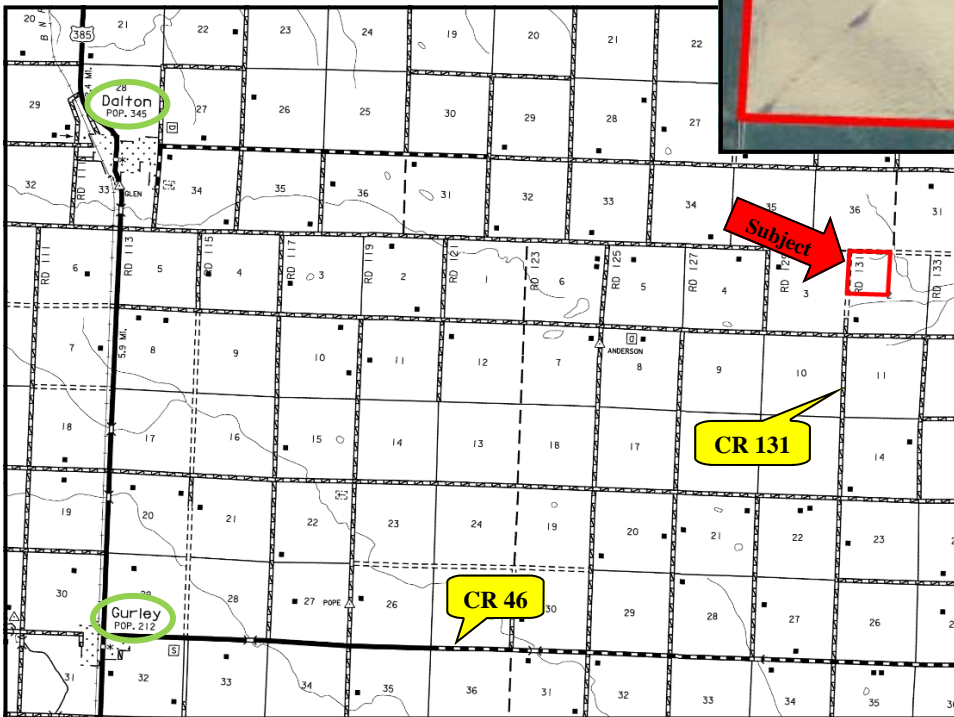 20 21 22 23 24 19 20 21 22
B N
385
29 28 27 26 25 30 29 28 27
Dalton
POP. 345
D
32 RD 111 33 GLEN 34 35 36 31 32 33 34 35 36 31
Subject
RD 111 RD 113 RD 115 RD 117 RD 119 RD 121 RD 123 RD 125 RD 127 RD 131 RD 133
6 5 4 3 2 1 6 5 4 3 2
5.9 MI.
7 8 9 10 11 12 7 8 9 10 11
D
ANDERSON
CR 131
18 17 16 15 14 13 18 17 14
19 20 21 22 23 24 19 20 21 22 23
30 28 27 POPE 26 30 29 28 27 26
CR 46
Gurley
POP. 212
S
31 32 33 34 35 36 31 32 33 34 35